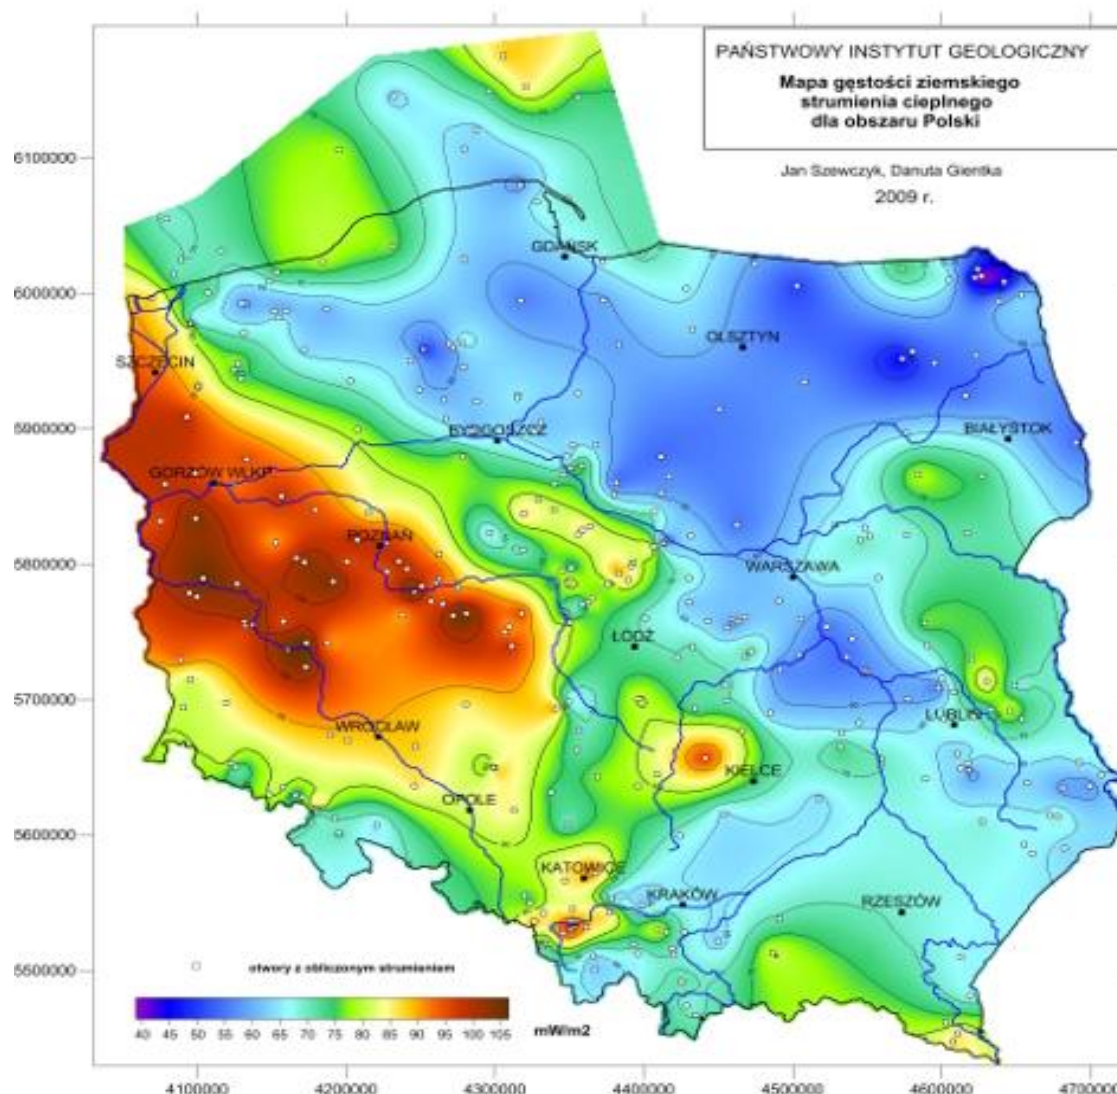 PAŃSTWOWY INSTYTUT GEOLOGICZNY
Mapa gęstości ziemskiego
strumienia cieplnego
dla obszaru Polski
Jan Szewczyk, Danuta Gientka
2009 r.
6100000
GDAŃSK
6000000
OLSZTYN
SZCZECIN
5900000
BYDGOSZCZ
BIAŁYSTOK
GORZÓW WLKP
POZNAŃ
5800000
WARSZAWA
ŁÓDŹ
5700000
LUBLIN
WROCŁAW
KIELCE
OPOLE
5600000
KATOWICE
KRAKÓW
RZESZÓW
5500000
otwory z obliczonym strumieniem
39 45 50 55 60 65 70 75 80 85 90 95 100 105
mW/m2
4100000 4200000 4300000 4400000 4500000 4600000